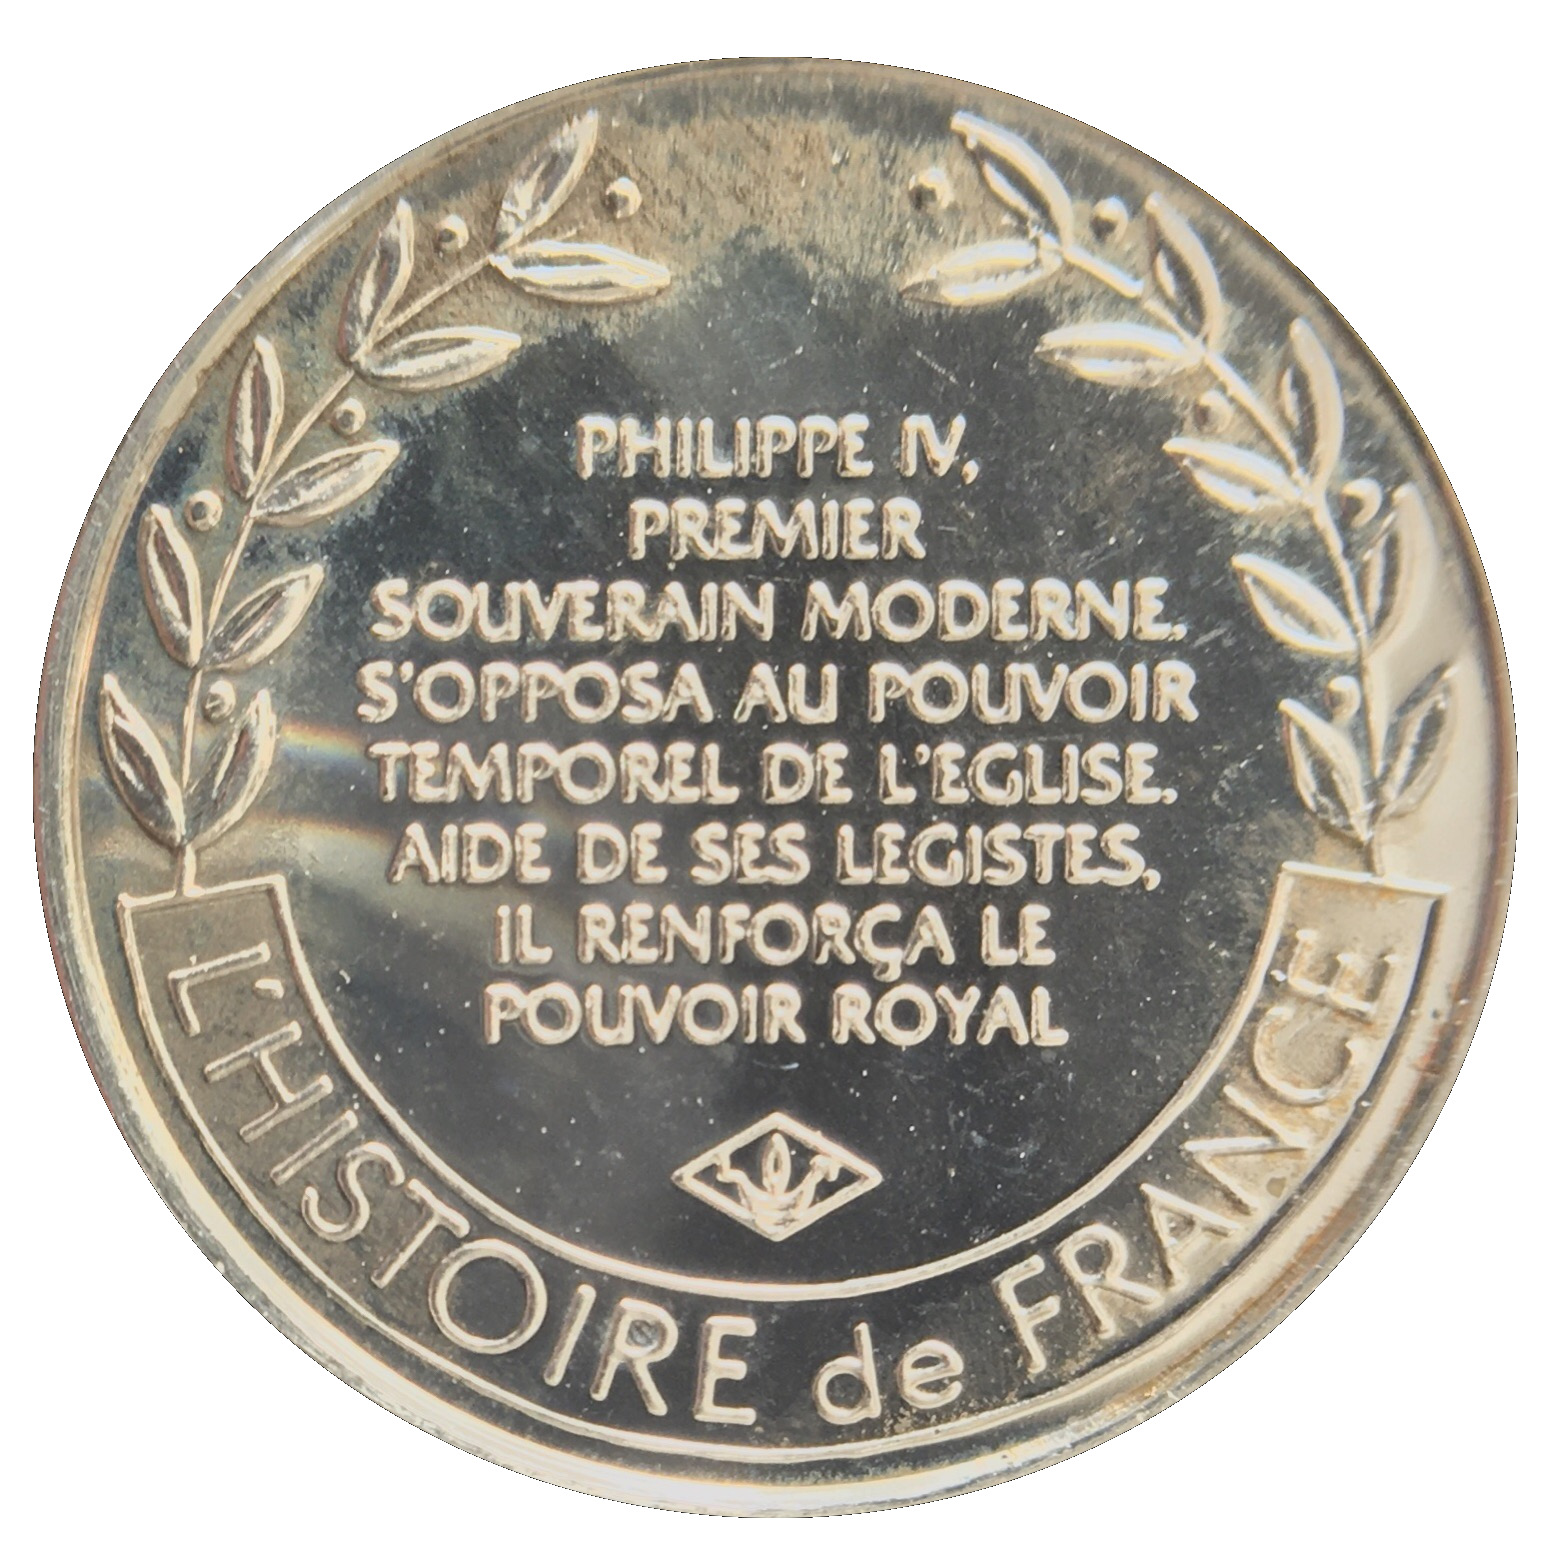 PHILIPPE IV,
PREMIER
SOUVERAIN MODERNE,
S'OPPOSA AU POUVOIR
TEMPOREL DE L'EGLISE.
AIDE DE SES LEGISTES,
IL RENFORÇA LE
POUVOIR ROYAL
L'HISTOIRE de FRANCE